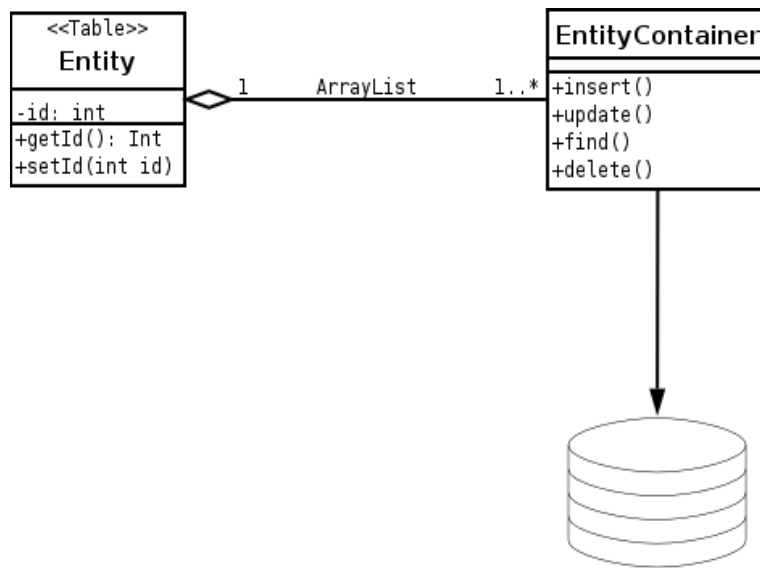 <<Table>>
Entity
-id: int
+getId(): Int
+setId(int id)
1
ArrayList
1..*
EntityContainer
+insert()
+update()
+find()
+delete()